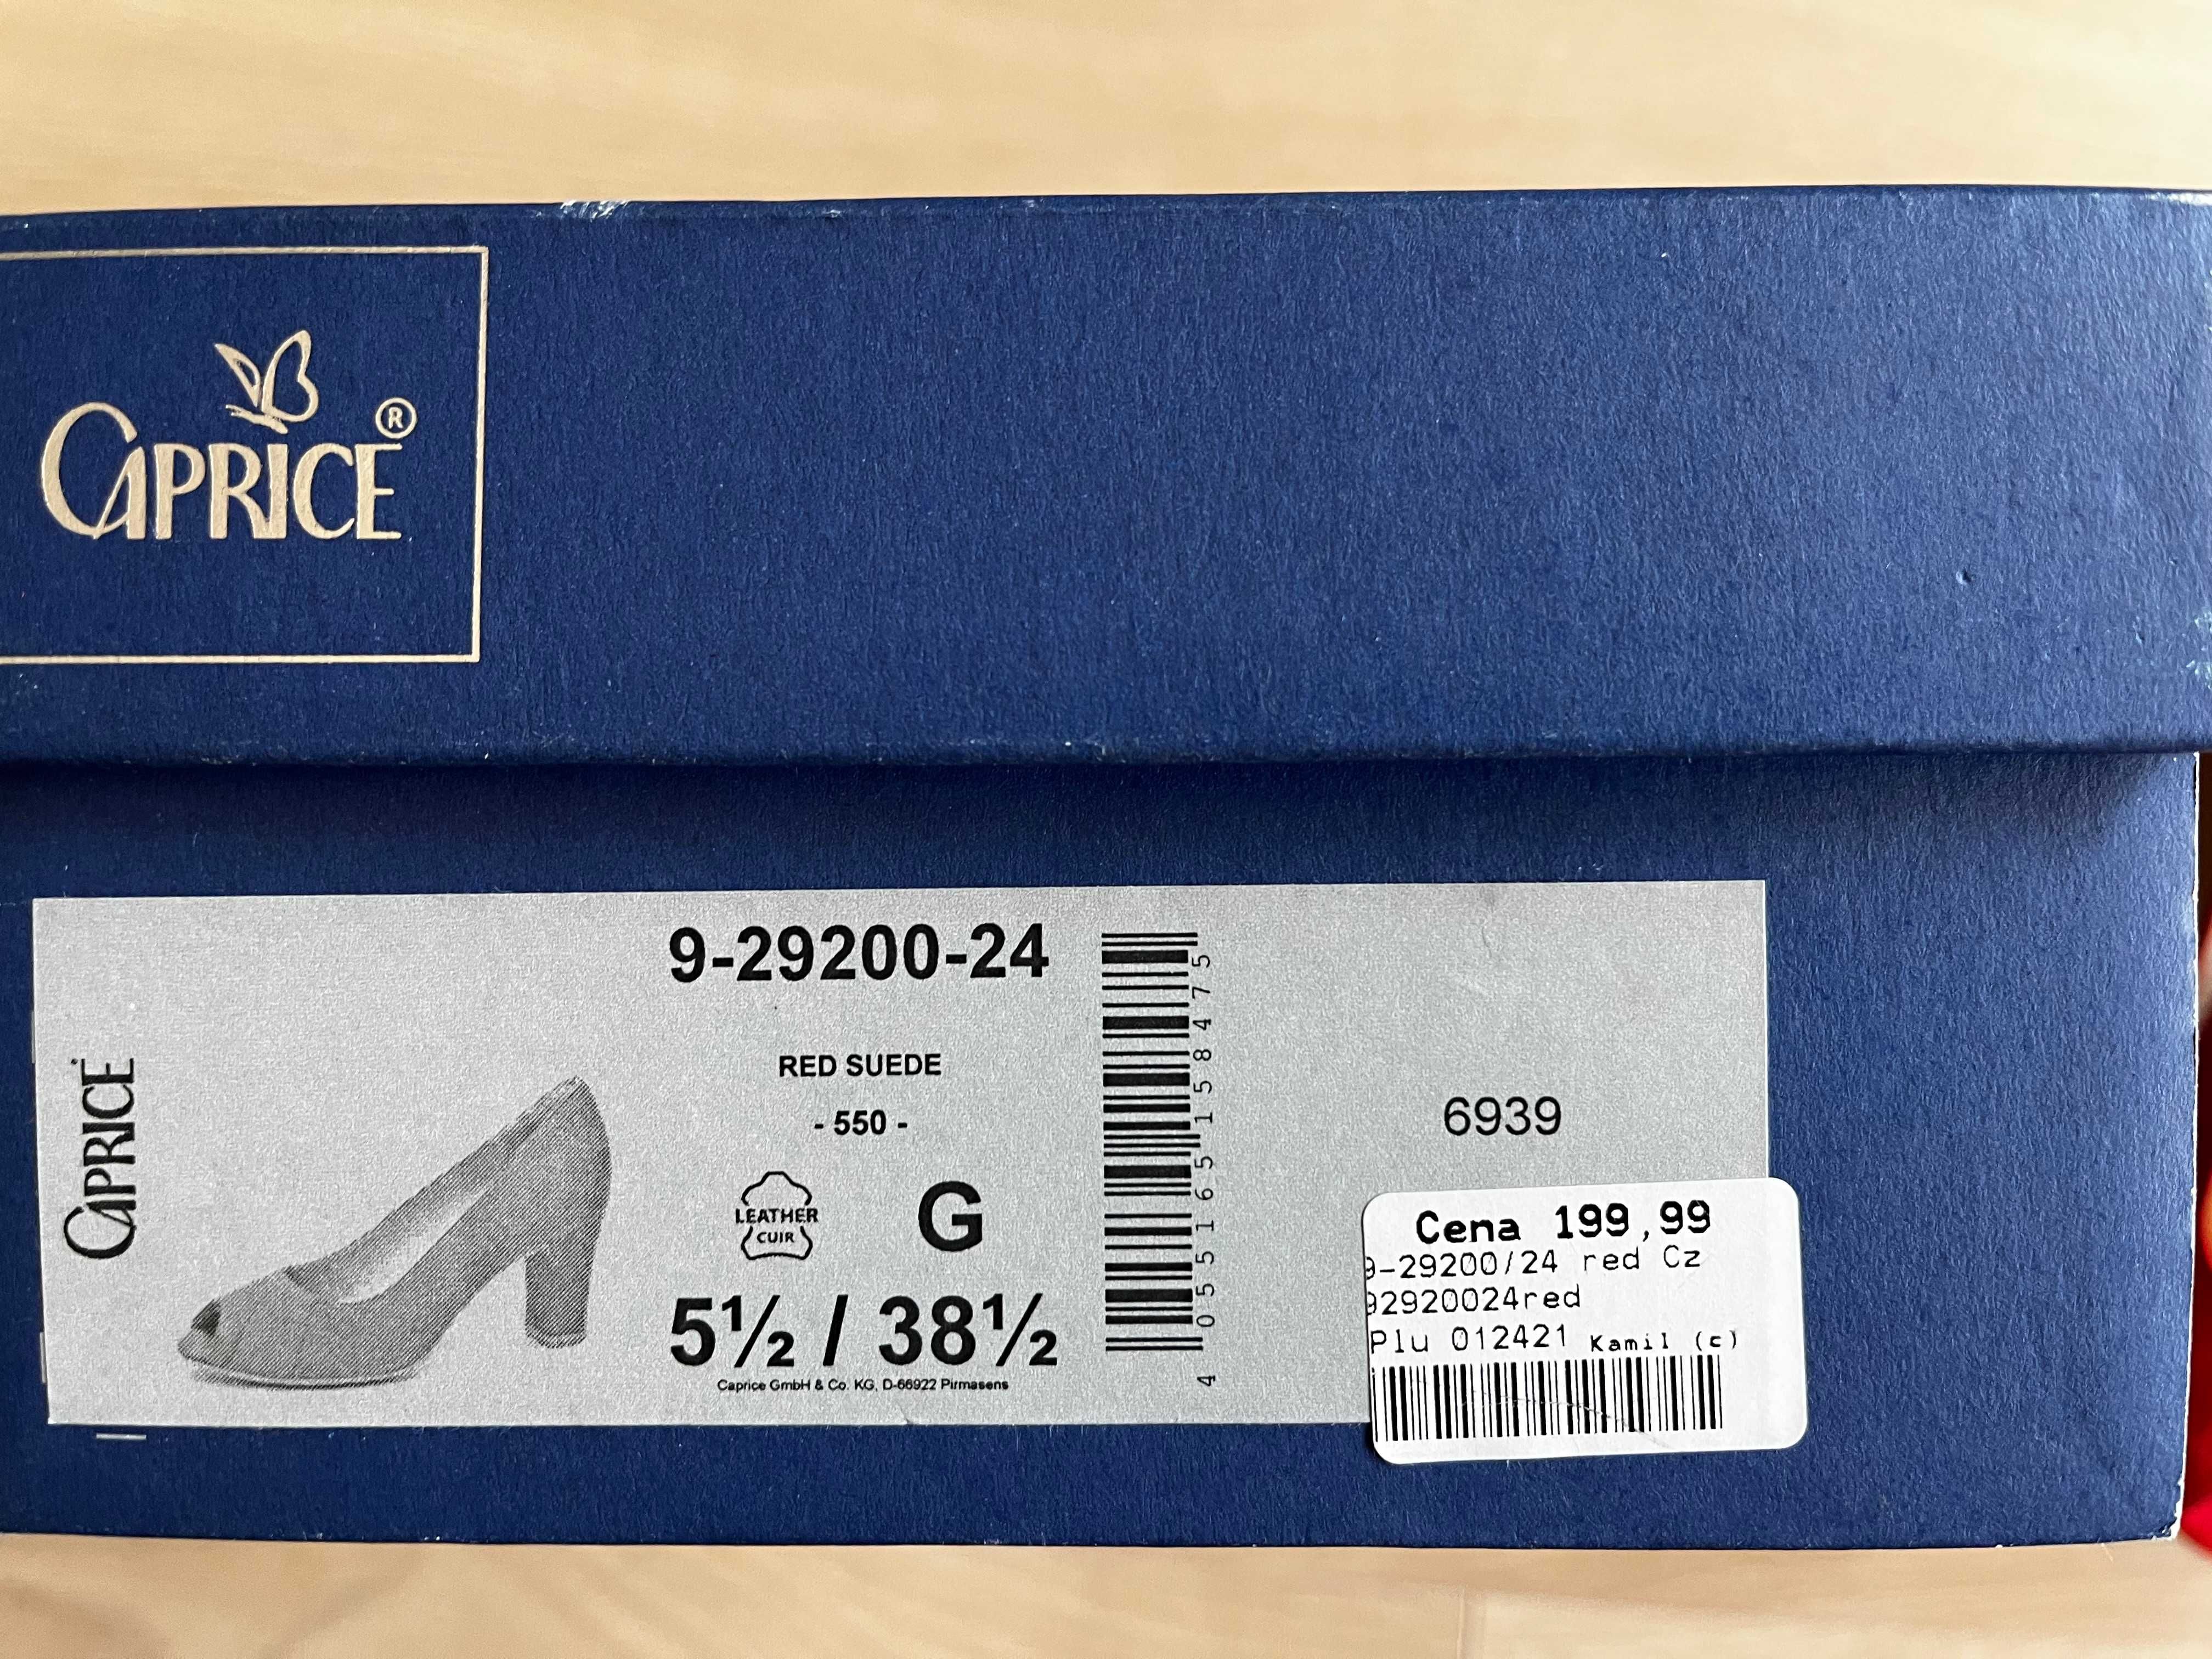 CAPRICE®
CAPRICE
9-29200-24
RED SUEDE
- 550 -
LEATHER
CUIR
G
5½ / 38½
Caprice GmbH & Co. KG, D-66922 Pirmasens
4 055165 158475
6939
Cena 199,99
9-29200/24 red Cz
92920024red
Plu 012421 Kamil (c)